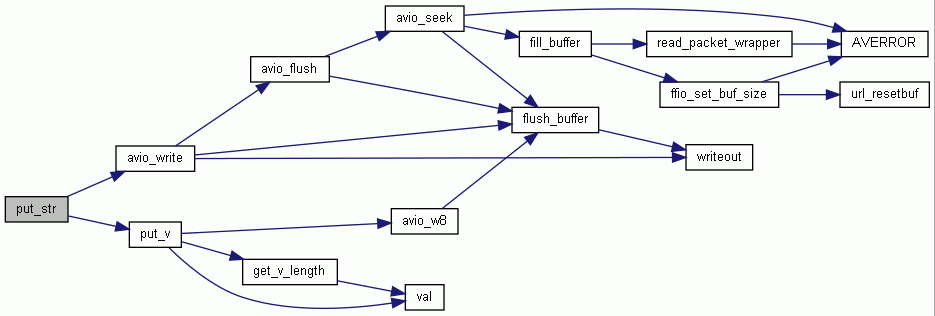 put_str
avio_write
put_v
avio_flush
avio_seek
fill_buffer
read_packet_wrapper
AVERROR
ffio_set_buf_size
url_resetbuf
flush_buffer
writeout
avio_w8
get_v_length
val